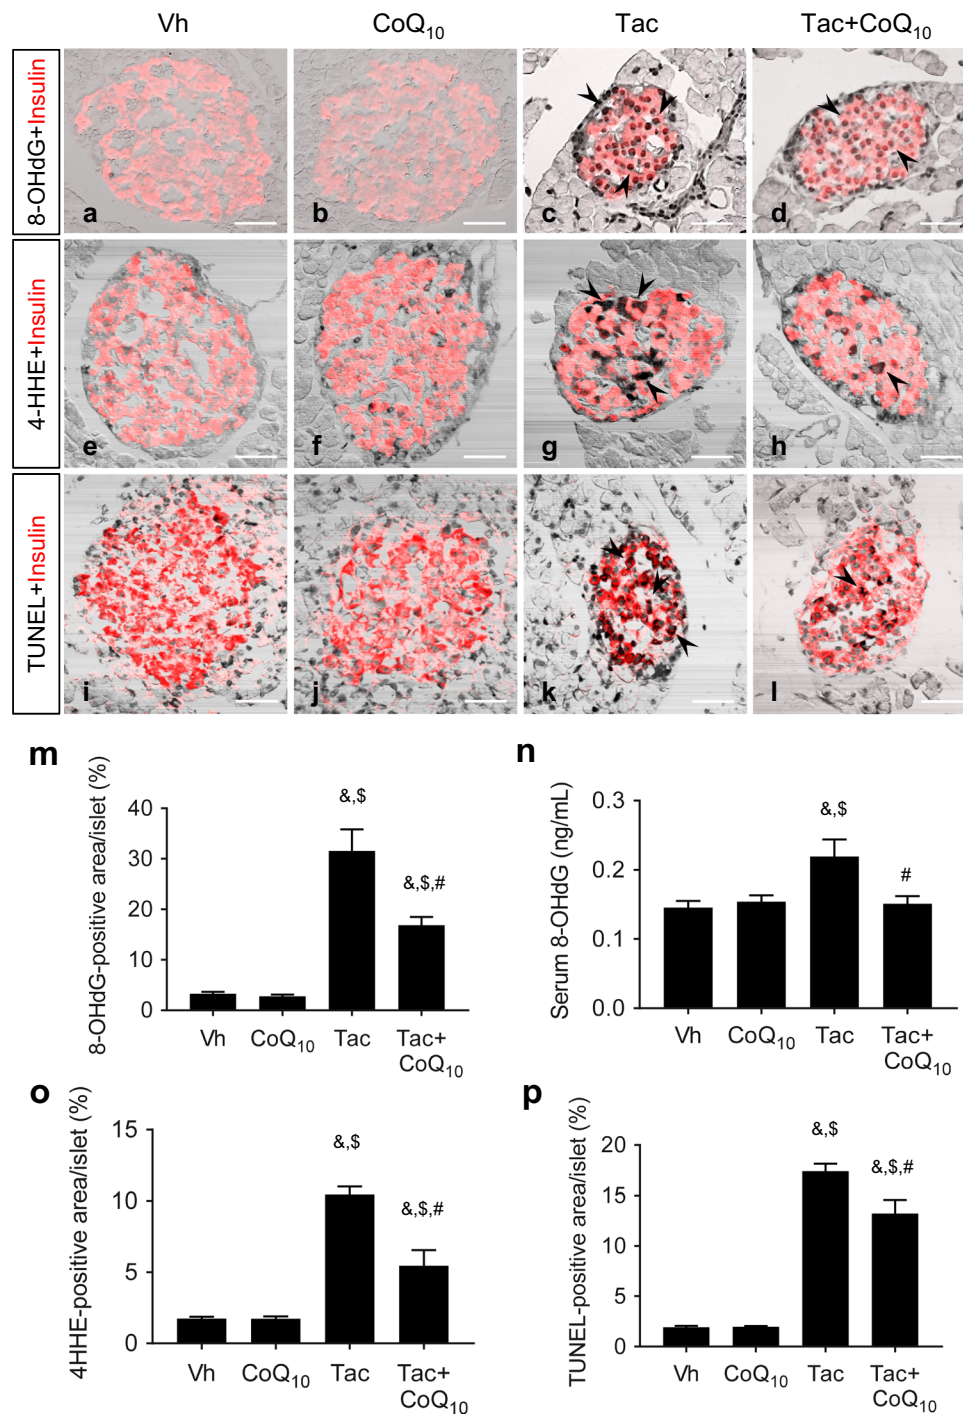 Vh CoQ10 Tac Tac+CoQ10
8-OHdG+Insulin
a b c d
4-HHE+Insulin
e f g h
TUNEL+Insulin
i j k l
m
8-OHdG-positive area/islet (%)
40
30
20
10
0
&,$
&,$,#
Vh CoQ10 Tac Tac+
CoQ10
n
Serum 8-OHdG (ng/mL)
0.3
0.2
0.1
0.0
&,$
#
Vh CoQ10 Tac Tac+
CoQ10
o
4HHE-positive area/islet (%)
15
10
5
0
&,$
&,$,#
Vh CoQ10 Tac Tac+
CoQ10
p
TUNEL-positive area/islet (%)
20
15
10
5
0
&,$
&,$,#
Vh CoQ10 Tac Tac+
CoQ10